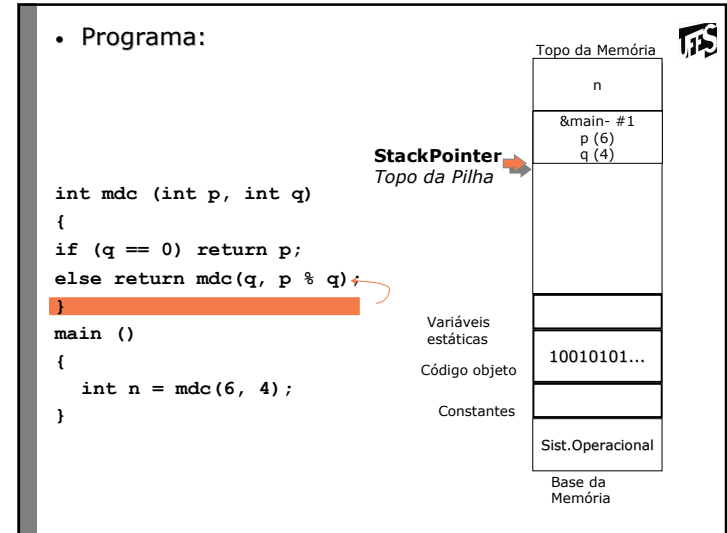 • Programa:
UFES
Topo da Memória
n
&main- #1
p (6)
q (4)
StackPointer
Topo da Pilha
int mdc (int p, int q)
{
if (q == 0) return p;
else return mdc(q, p % q);
}
main ()
{
int n = mdc(6, 4);
}
Variáveis
estáticas
Código objeto
10010101...
Constantes
Sist.Operacional
Base da
Memória